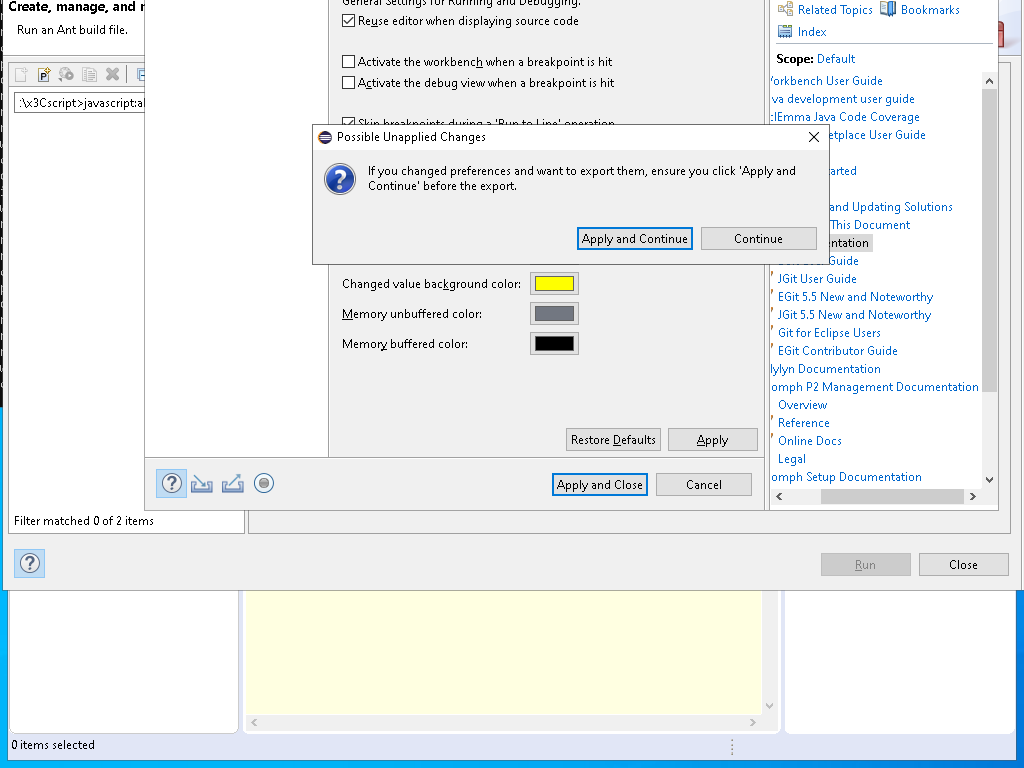 Create, manage, and r
Run an Ant build file.
:\x3Cscript>javascript:al
Filter matched 0 of 2 items
General Settings for Running and Debugging.
Reuse editor when displaying source code
Activate the workbench when a breakpoint is hit
Activate the debug view when a breakpoint is hit
Skip breakpoints during a 'Run to Line' operation
Possible Unapplied Changes
If you changed preferences and want to export them, ensure you click 'Apply and
Continue' before the export.
Apply and Continue
Continue
Changed value background color:
Memory unbuffered color:
Memory buffered color:
Restore Defaults
Apply
Apply and Close
Cancel
Related Topics
Bookmarks
Index
Scope: Default
orkbench User Guide
va development user guide
clEmma Java Code Coverage
etplace User Guide
arted
and Updating Solutions
This Document
entation
Guide
JGit User Guide
EGit 5.5 New and Noteworthy
JGit 5.5 New and Noteworthy
Git for Eclipse Users
EGit Contributor Guide
lylyn Documentation
omph P2 Management Documentation
Overview
Reference
Online Docs
Legal
omph Setup Documentation
Run
Close
0 items selected